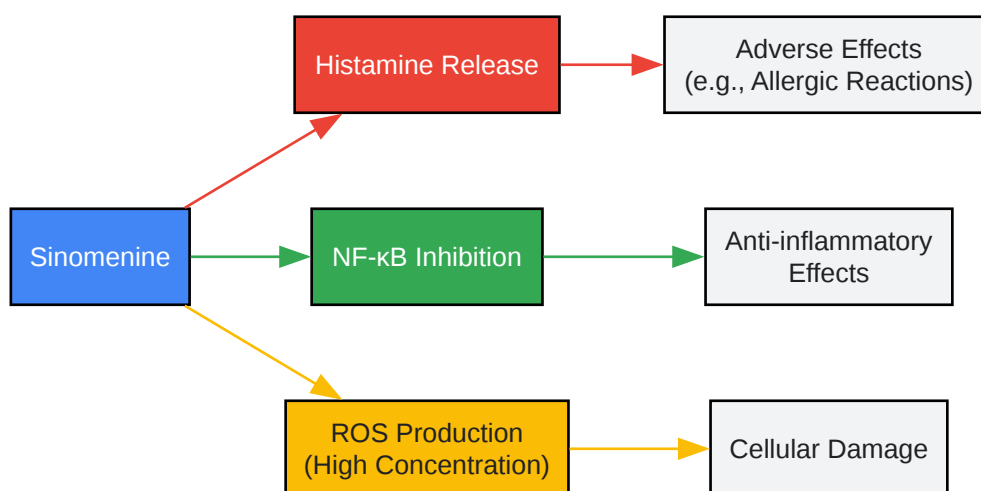 Histamine Release
Adverse Effects
(e.g., Allergic Reactions)
Sinomenine
NF-κB Inhibition
Anti-inflammatory
Effects
ROS Production
(High Concentration)
Cellular Damage